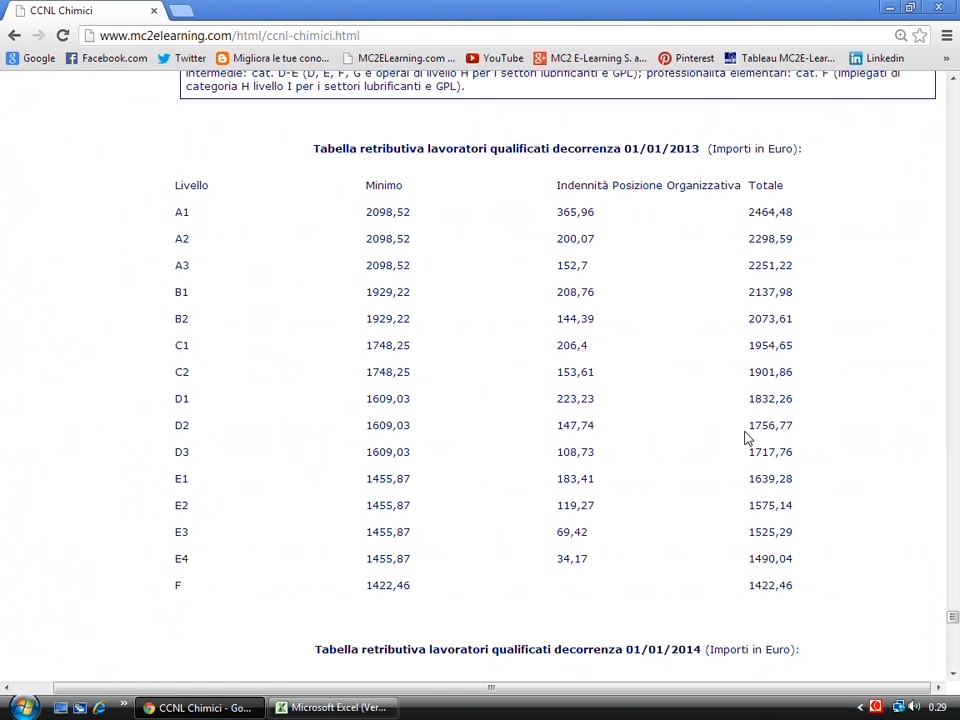 CCNL Chimici
www.mc2elearning.com/html/ccnl-chimici.html
Google Facebook.com Twitter Migliora le tue cono... MC2ELearning.com ... YouTube MC2 E-Learning S. a... Pinterest Tableau MC2E-Lear... Linkedin »
intermedie: cat. D-E (D, E, F, G e operai di livello H per i settori lubrificanti e GPL); professionalità elementari: cat. F (impiegati di
categoria H livello I per i settori lubrificanti e GPL).
Tabella retributiva lavoratori qualificati decorrenza 01/01/2013 (Importi in Euro):
Livello Minimo Indennità Posizione Organizzativa Totale
A1 2098,52 365,96 2464,48
A2 2098,52 200,07 2298,59
A3 2098,52 152,7 2251,22
B1 1929,22 208,76 2137,98
B2 1929,22 144,39 2073,61
C1 1748,25 206,4 1954,65
C2 1748,25 153,61 1901,86
D1 1609,03 223,23 1832,26
D2 1609,03 147,74 1756,77
D3 1609,03 108,73 1717,76
E1 1455,87 183,41 1639,28
E2 1455,87 119,27 1575,14
E3 1455,87 69,42 1525,29
E4 1455,87 34,17 1490,04
F 1422,46 1422,46
Tabella retributiva lavoratori qualificati decorrenza 01/01/2014 (Importi in Euro):
» CCNL Chimici - Go... Microsoft Excel (Ver... 0.29